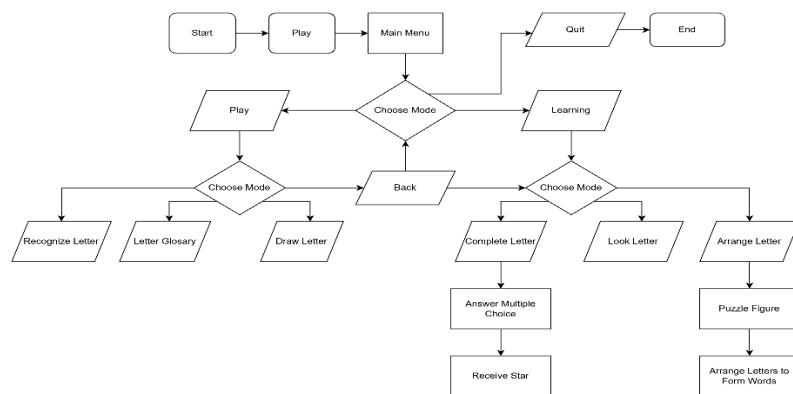 Start
Play
Main Menu
Quit
End
Play
Choose Mode
Learning
Choose Mode
Back
Choose Mode
Recognize Letter
Letter Glosary
Draw Letter
Complete Letter
Look Letter
Arrange Letter
Answer Multiple
Choice
Puzzle Figure
Receive Star
Arrange Letters to
Form Words